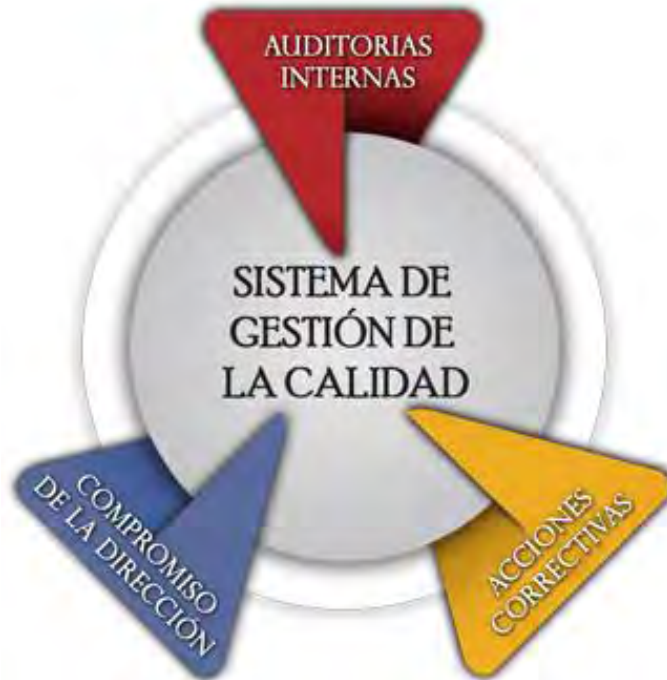 AUDITORIAS
INTERNAS
SISTEMA DE
GESTIÓN DE
LA CALIDAD
COMPROMISO
DE LA DIRECCIÓN
ACCIONES
CORRECTIVAS